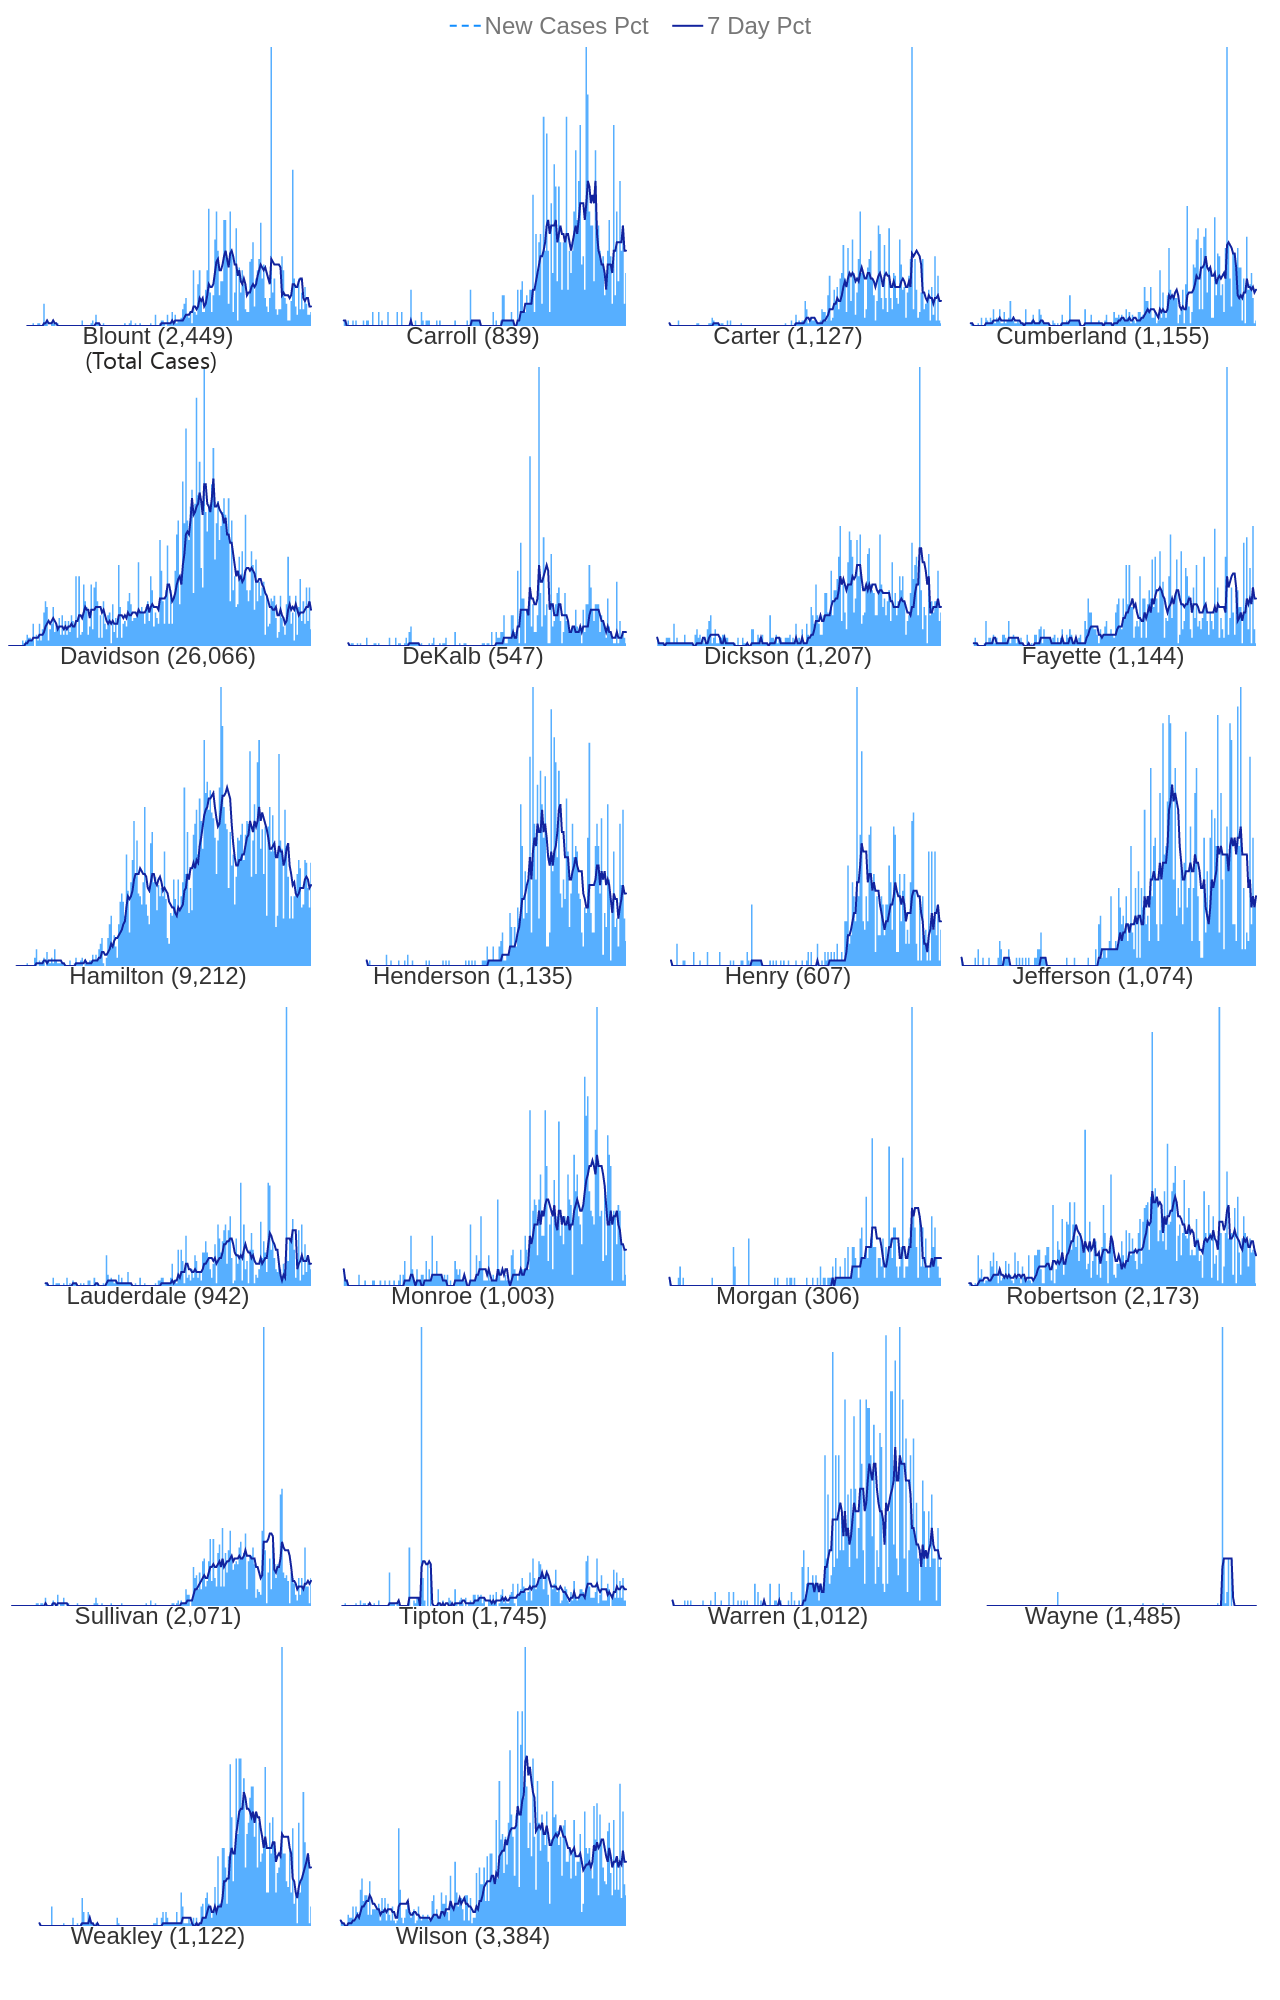 New Cases Pct 7 Day Pct
Blount (2,449) Carroll (839) Carter (1,127) Cumberland (1,155)
(Total Cases)
Davidson (26,066) DeKalb (547) Dickson (1,207) Fayette (1,144)
Hamilton (9,212) Henderson (1,135) Henry (607) Jefferson (1,074)
Lauderdale (942) Monroe (1,003) Morgan (306) Robertson (2,173)
Sullivan (2,071) Tipton (1,745) Warren (1,012) Wayne (1,485)
Weakley (1,122) Wilson (3,384)